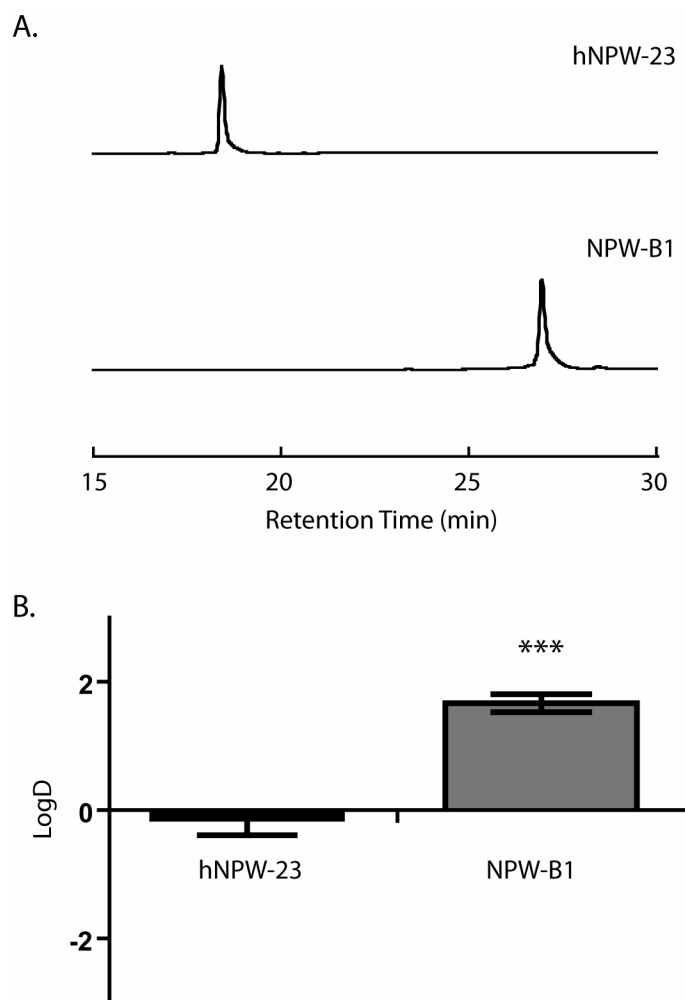 A.
hNPW-23
NPW-B1
15 20 25 30
Retention Time (min)
B.
***
2
0
-2
LogD
hNPW-23 NPW-B1